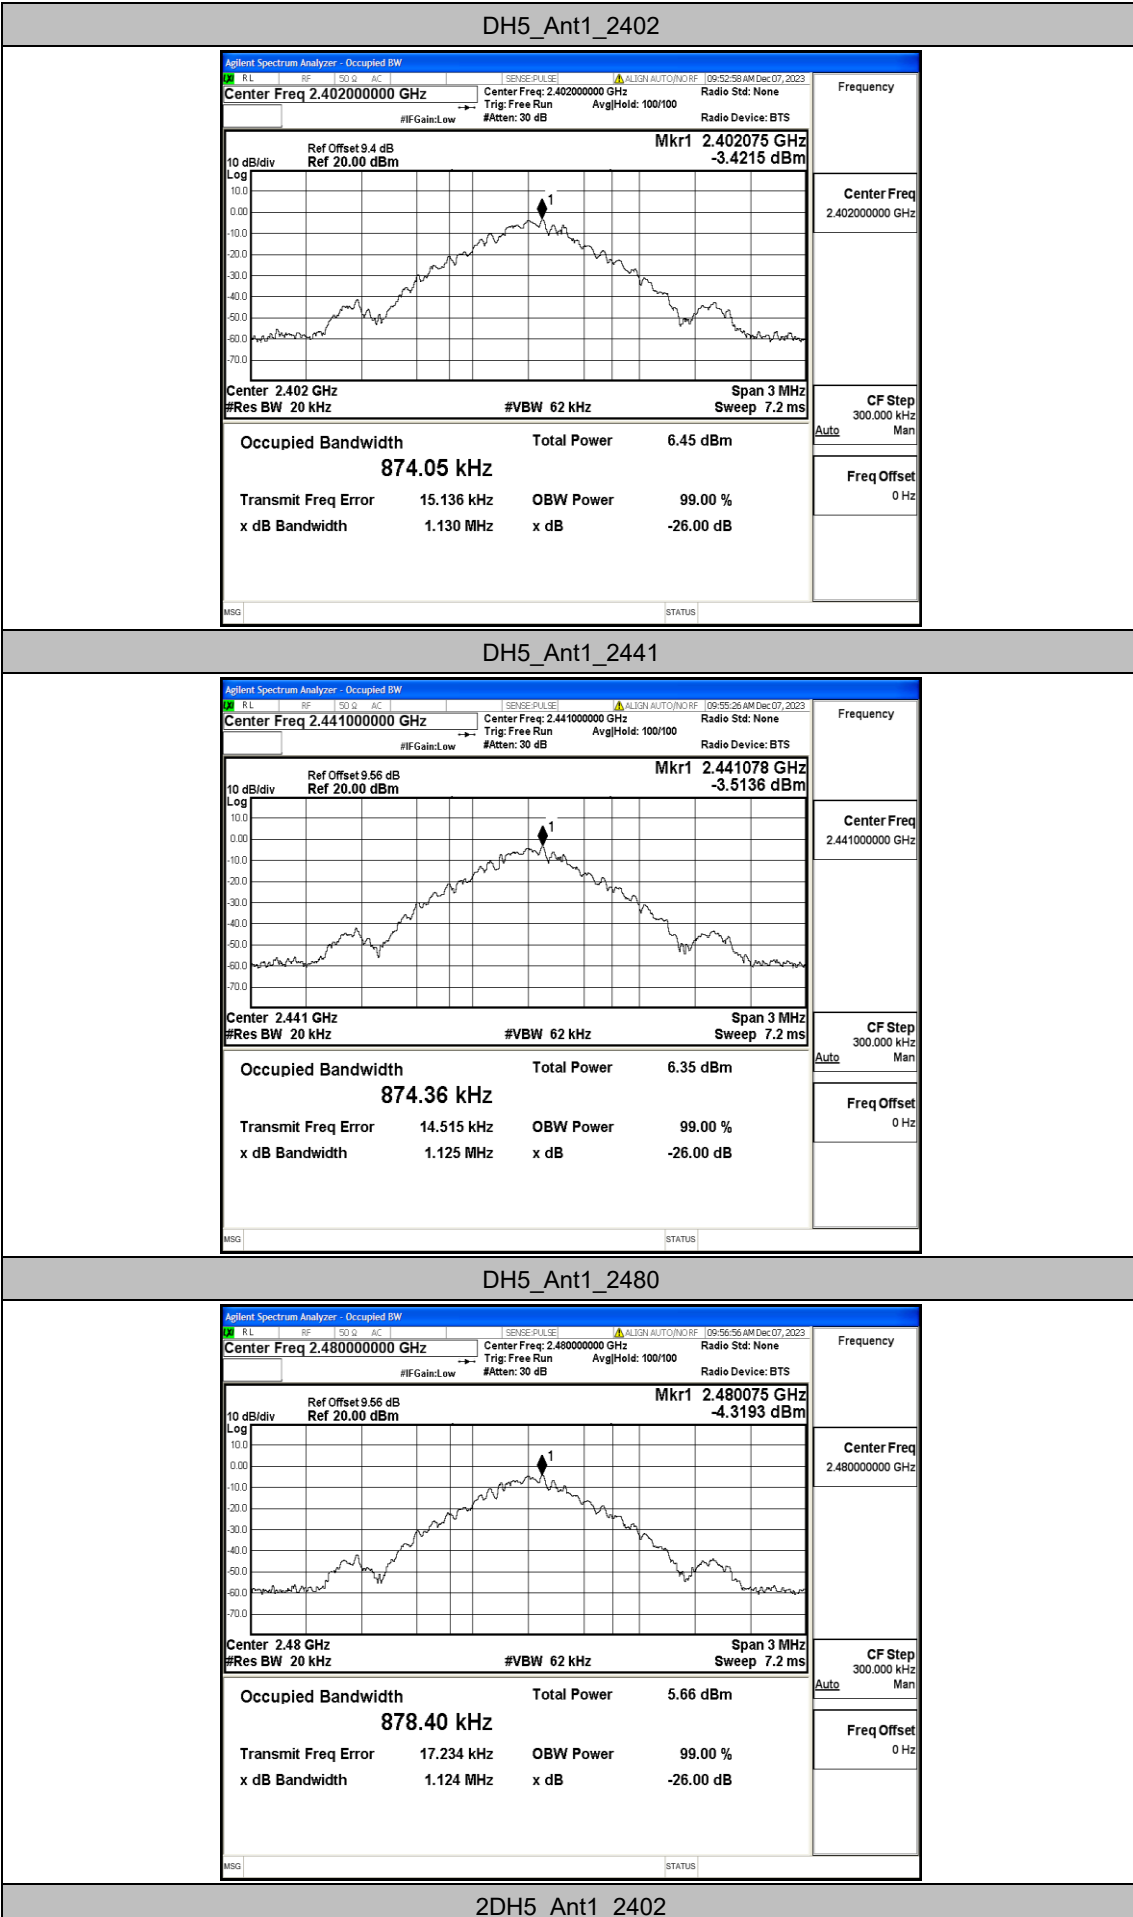 DH5_Ant1_2402
Agilent Spectrum Analyzer - Occupied BW
LXI RL RF 50 Ω AC SENSE:PULSE ALIGN AUTO/NO RF 09:52:58 AM Dec 07, 2023
Center Freq 2.402000000 GHz Center Freq: 2.402000000 GHz Radio Std: None
Trig: Free Run Avg|Hold: 100/100
#IFGain:Low #Atten: 30 dB Radio Device: BTS
Frequency
Mkr1 2.402075 GHz
Ref Offset 9.4 dB
-3.4215 dBm
10 dB/div Ref 20.00 dBm
Log
10.0
0.00
-10.0
-20.0
-30.0
-40.0
-50.0
-60.0
-70.0
1
Center 2.402 GHz Span 3 MHz
#Res BW 20 kHz #VBW 62 kHz Sweep 7.2 ms
Occupied Bandwidth Total Power 6.45 dBm
874.05 kHz
Transmit Freq Error 15.136 kHz OBW Power 99.00 %
x dB Bandwidth 1.130 MHz x dB -26.00 dB
Center Freq
2.402000000 GHz
CF Step
300.000 kHz
Auto Man
Freq Offset
0 Hz
MSG STATUS
DH5_Ant1_2441
Agilent Spectrum Analyzer - Occupied BW
LXI RL RF 50 Ω AC SENSE:PULSE ALIGN AUTO/NO RF 09:55:26 AM Dec 07, 2023
Center Freq 2.441000000 GHz Center Freq: 2.441000000 GHz Radio Std: None
Trig: Free Run Avg|Hold: 100/100
#IFGain:Low #Atten: 30 dB Radio Device: BTS
Frequency
Mkr1 2.441078 GHz
Ref Offset 9.56 dB
-3.5136 dBm
10 dB/div Ref 20.00 dBm
Log
10.0
0.00
-10.0
-20.0
-30.0
-40.0
-50.0
-60.0
-70.0
1
Center 2.441 GHz Span 3 MHz
#Res BW 20 kHz #VBW 62 kHz Sweep 7.2 ms
Occupied Bandwidth Total Power 6.35 dBm
874.36 kHz
Transmit Freq Error 14.515 kHz OBW Power 99.00 %
x dB Bandwidth 1.125 MHz x dB -26.00 dB
Center Freq
2.441000000 GHz
CF Step
300.000 kHz
Auto Man
Freq Offset
0 Hz
MSG STATUS
DH5_Ant1_2480
Agilent Spectrum Analyzer - Occupied BW
LXI RL RF 50 Ω AC SENSE:PULSE ALIGN AUTO/NO RF 09:56:56 AM Dec 07, 2023
Center Freq 2.480000000 GHz Center Freq: 2.480000000 GHz Radio Std: None
Trig: Free Run Avg|Hold: 100/100
#IFGain:Low #Atten: 30 dB Radio Device: BTS
Frequency
Mkr1 2.480075 GHz
Ref Offset 9.56 dB
-4.3193 dBm
10 dB/div Ref 20.00 dBm
Log
10.0
0.00
-10.0
-20.0
-30.0
-40.0
-50.0
-60.0
-70.0
1
Center 2.48 GHz Span 3 MHz
#Res BW 20 kHz #VBW 62 kHz Sweep 7.2 ms
Occupied Bandwidth Total Power 5.66 dBm
878.40 kHz
Transmit Freq Error 17.234 kHz OBW Power 99.00 %
x dB Bandwidth 1.124 MHz x dB -26.00 dB
Center Freq
2.480000000 GHz
CF Step
300.000 kHz
Auto Man
Freq Offset
0 Hz
MSG STATUS
2DH5_Ant1_2402